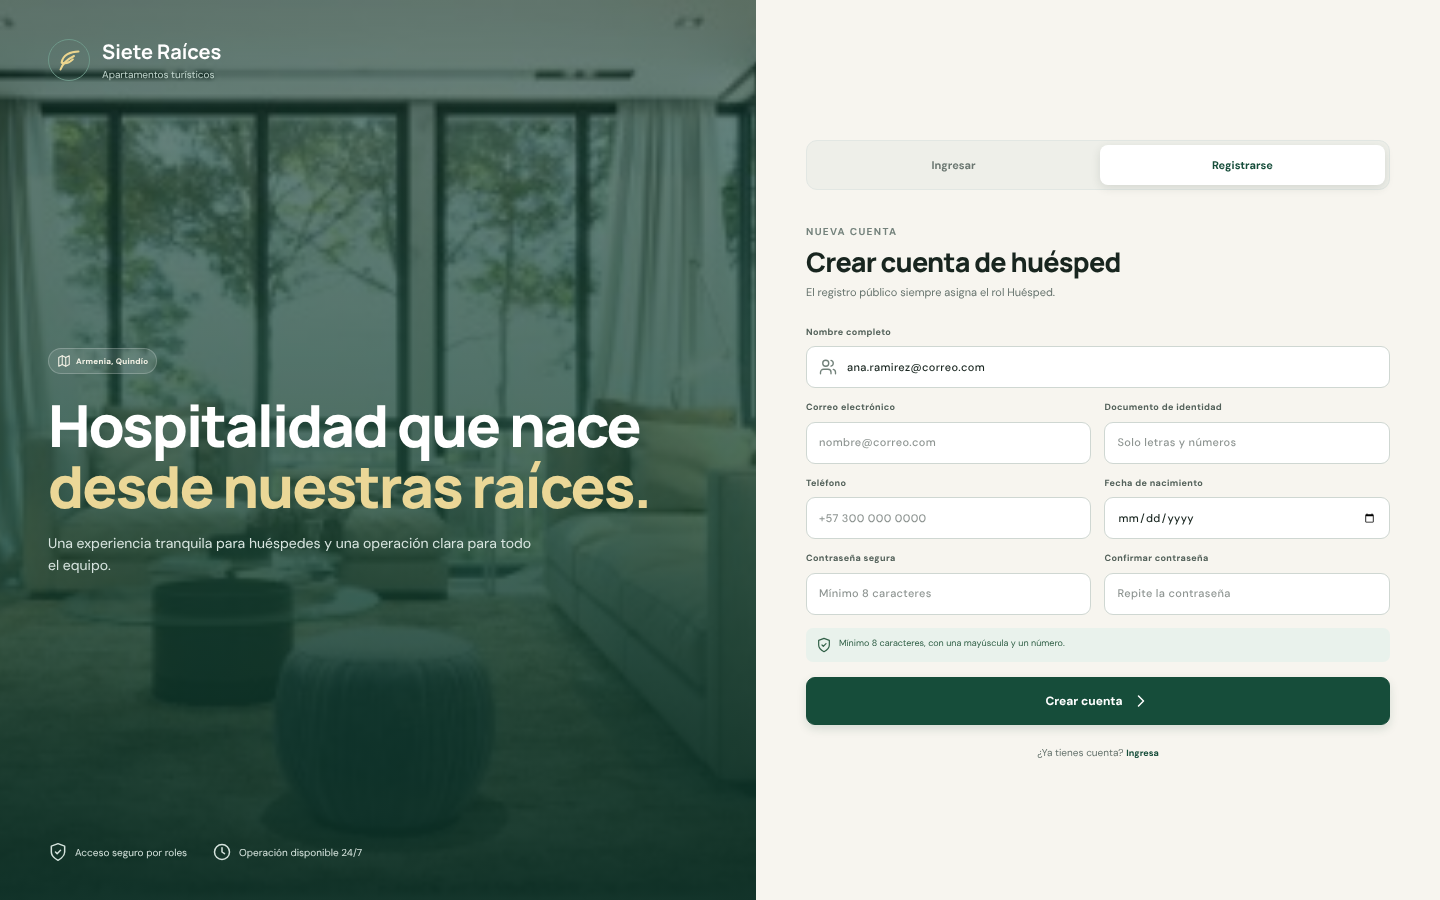 Siete Raíces
Apartamentos turísticos
Armenia, Quindío
Hospitalidad que nace
desde nuestras raíces.
Una experiencia tranquila para huéspedes y una operación clara para todo
el equipo.
Acceso seguro por roles
Operación disponible 24/7
Ingresar
Registrarse
NUEVA CUENTA
Crear cuenta de huésped
El registro público siempre asigna el rol Huésped.
Nombre completo
ana.ramirez@correo.com
Correo electrónico
Documento de identidad
nombre@correo.com
Solo letras y números
Teléfono
Fecha de nacimiento
+57 300 000 0000
mm/dd/yyyy
Contraseña segura
Confirmar contraseña
Mínimo 8 caracteres
Repite la contraseña
Mínimo 8 caracteres, con una mayúscula y un número.
Crear cuenta
¿Ya tienes cuenta? Ingresa